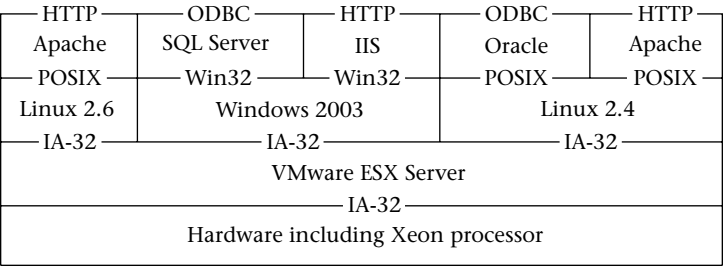 HTTP ODBC HTTP ODBC HTTP
Apache SQL Server IIS Oracle Apache
POSIX Win32 Win32 POSIX POSIX
Linux 2.6 Windows 2003 Linux 2.4
IA-32 IA-32 IA-32
VMware ESX Server
IA-32
Hardware including Xeon processor